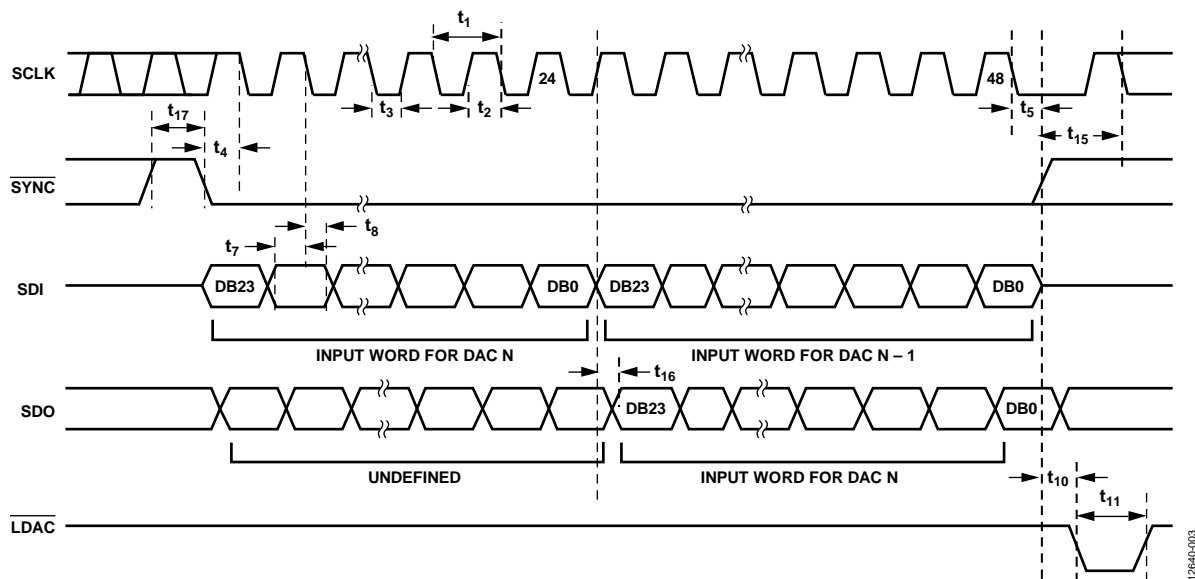 t1
SCLK
24
48
t3
t2
t5
t17
t15
t4
SYNC
t8
t7
SDI
DB23
DB0
DB23
DB0
INPUT WORD FOR DAC N
INPUT WORD FOR DAC N – 1
t16
SDO
DB23
DB0
UNDEFINED
INPUT WORD FOR DAC N
t10
t11
LDAC
12640-003